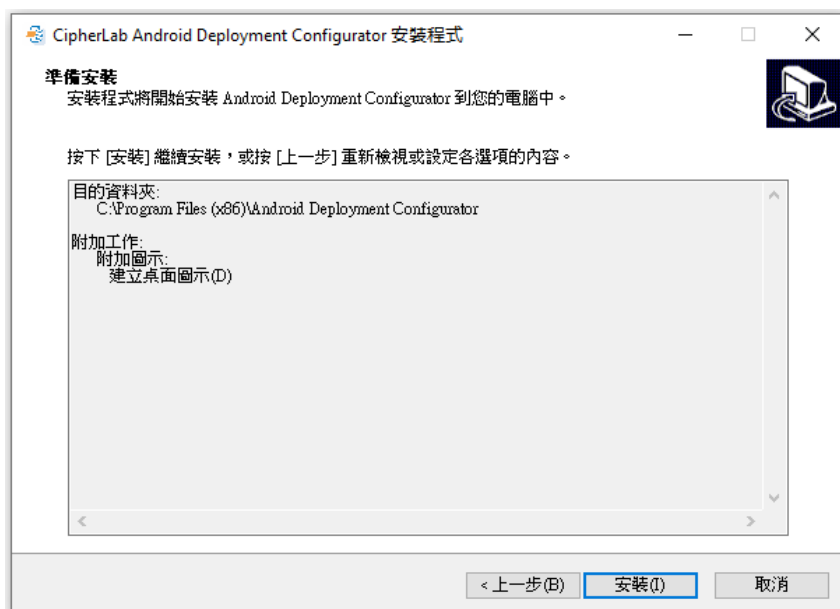 CipherLab Android Deployment Configurator 安裝程式
準備安裝
安裝程式將開始安裝 Android Deployment Configurator 到您的電腦中。
按下 [安裝] 繼續安裝，或按 [上一步] 重新檢視或設定各選項的內容。
目的資料夾:
C:\Program Files (x86)\Android Deployment Configurator
附加工作:
附加圖示:
建立桌面圖示(D)
<上一步(B)
安裝(I)
取消